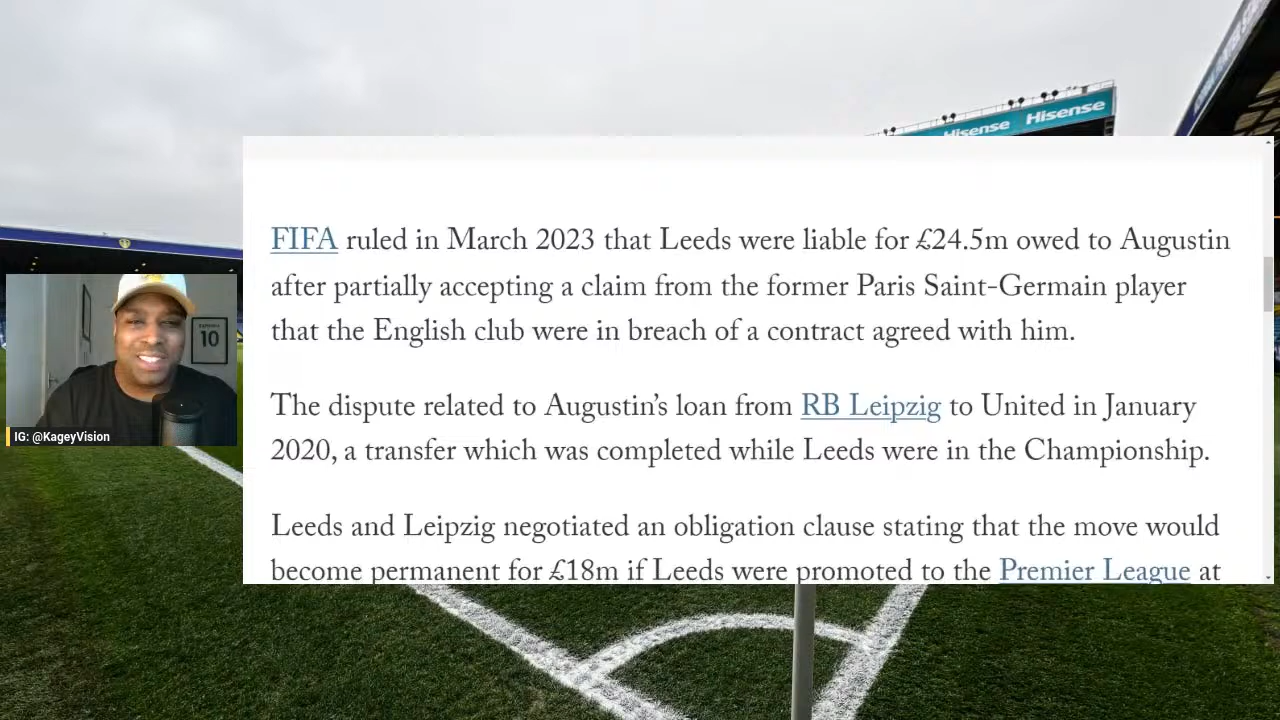 Hisense Hisense
FIFA ruled in March 2023 that Leeds were liable for £24.5m owed to Augustin
after partially accepting a claim from the former Paris Saint-Germain player
that the English club were in breach of a contract agreed with him.
10
IG: @KageyVision
The dispute related to Augustin’s loan from RB Leipzig to United in January
2020, a transfer which was completed while Leeds were in the Championship.
Leeds and Leipzig negotiated an obligation clause stating that the move would
become permanent for £18m if Leeds were promoted to the Premier League at